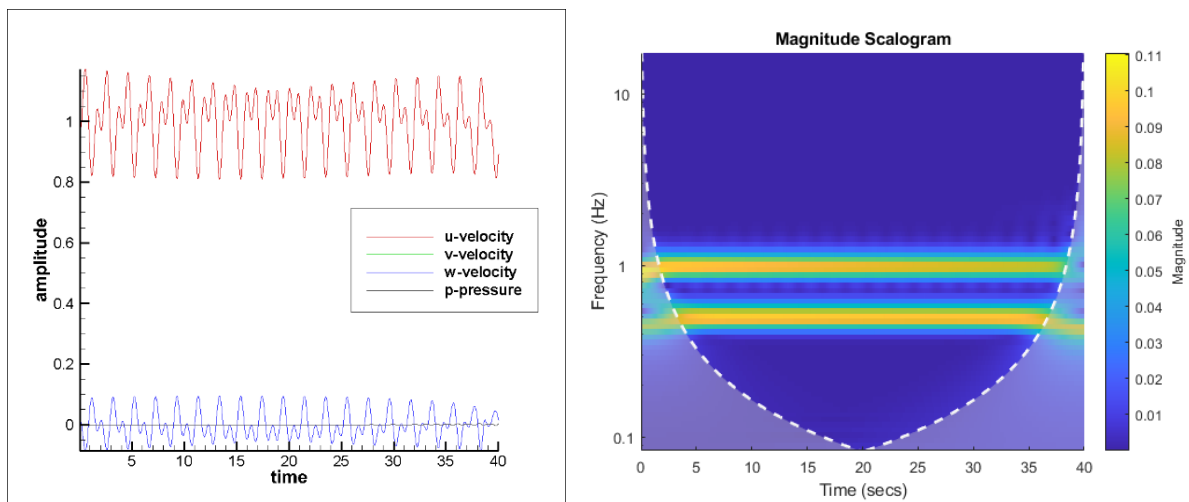 1
0.8
0.6
0.4
0.2
0
amplitude
5 10 15 20 25 30 35 40
time
u-velocity
v-velocity
w-velocity
p-pressure
Magnitude Scalogram
10
1
0.1
Frequency (Hz)
0 5 10 15 20 25 30 35 40
Time (secs)
0.11
0.1
0.09
0.08
0.07
0.06
0.05
0.04
0.03
0.02
0.01
Magnitude